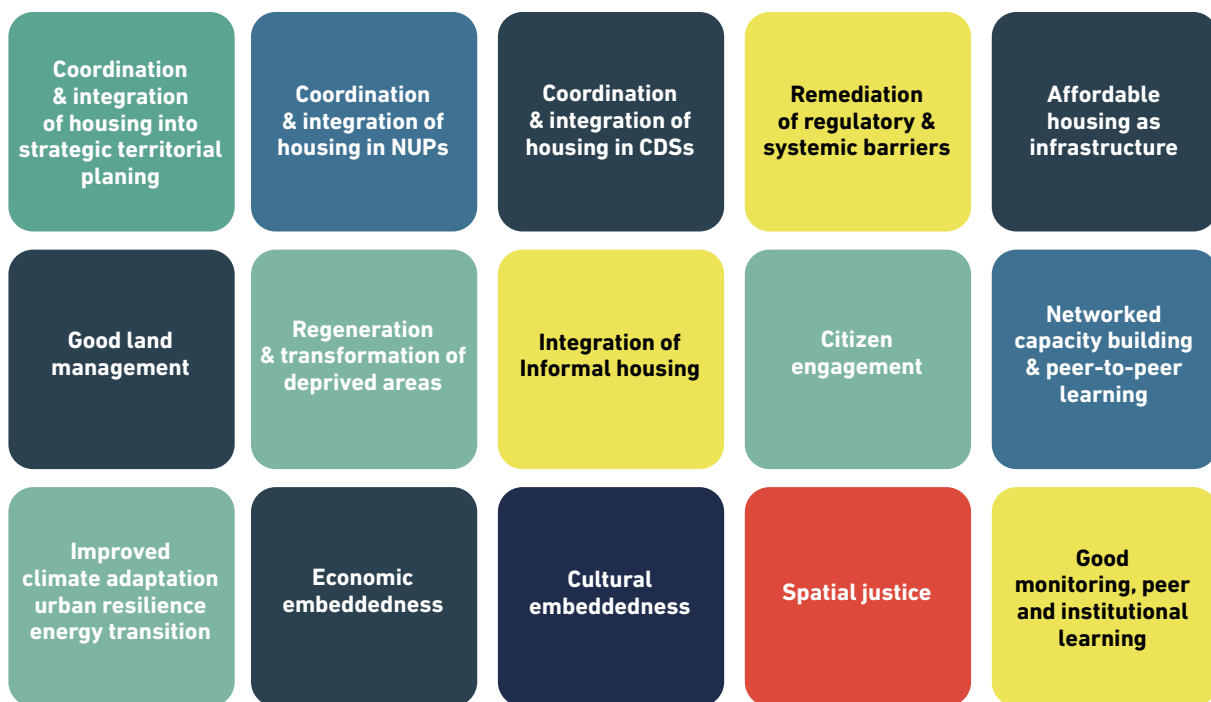 Coordination
& integration
of housing into
strategic territorial
planing
Coordination
& integration of
housing in NUPs
Coordination
& integration of
housing in CDSs
Remediation
of regulatory &
systemic barriers
Affordable
housing as
infrastructure
Good land
management
Regeneration
& transformation of
deprived areas
Integration of
Informal housing
Citizen
engagement
Networked
capacity building
& peer-to-peer
learning
Improved
climate adaptation
urban resilience
energy transition
Economic
embeddedness
Cultural
embeddedness
Spatial justice
Good
monitoring, peer
and institutional
learning